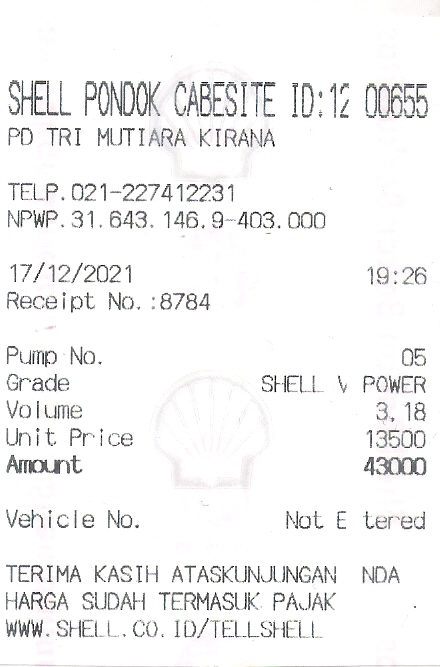 SHELL PONDOK CABESITE ID:12 00655
PD TRI MUTIARA KIRANA
TELP.021-227412231
NPWP.31.643.146.9-403.000
17/12/2021 19:26
Receipt No.:8784
Pump No. 05
Grade SHELL V POWER
Volume 3,18
Unit Price 13500
Amount 43000
Vehicle No. Not E tered
TERIMA KASIH ATASKUNJUNGAN NDA
HARGA SUDAH TERMASUK PAJAK
WWW.SHELL.CO.ID/TELLSHELL